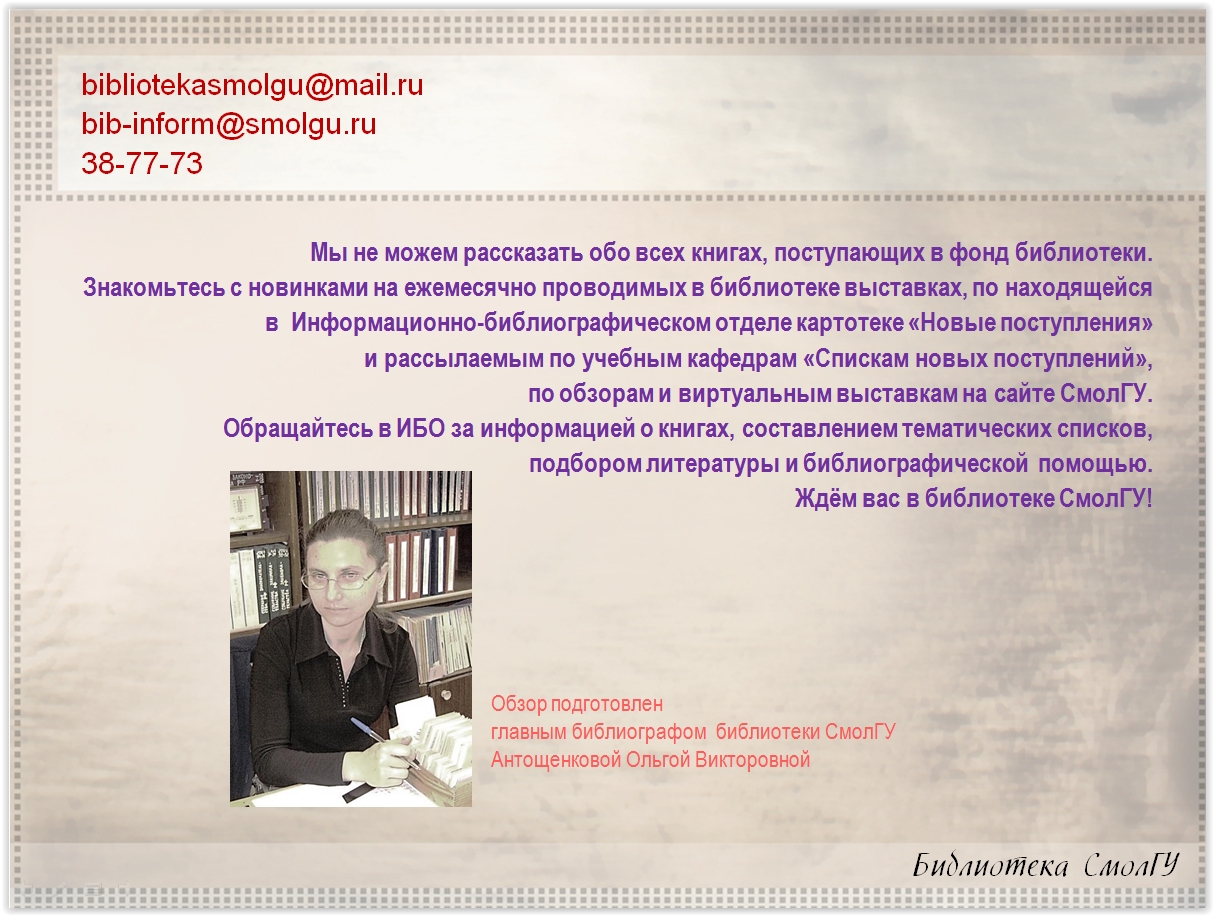 bibliotekasmolgu@mail.ru
bib-inform@smolgu.ru
38-77-73
Мы не можем рассказать обо всех книгах, поступающих в фонд библиотеки.
Знакомьтесь с новинками на ежемесячно проводимых в библиотеке выставках, по находящейся
в Информационно-библиографическом отделе картотеке «Новые поступления»
и рассылаемым по учебным кафедрам «Спискам новых поступлений»,
по обзорам и виртуальным выставкам на сайте СмолГУ.
Обращайтесь в ИБО за информацией о книгах, составлением тематических списков,
подбором литературы и библиографической помощью.
Ждём вас в библиотеке СмолГУ!
Обзор подготовлен
главным библиографом библиотеки СмолГУ
Антощенковой Ольгой Викторовной
Библиотека СмолГУ